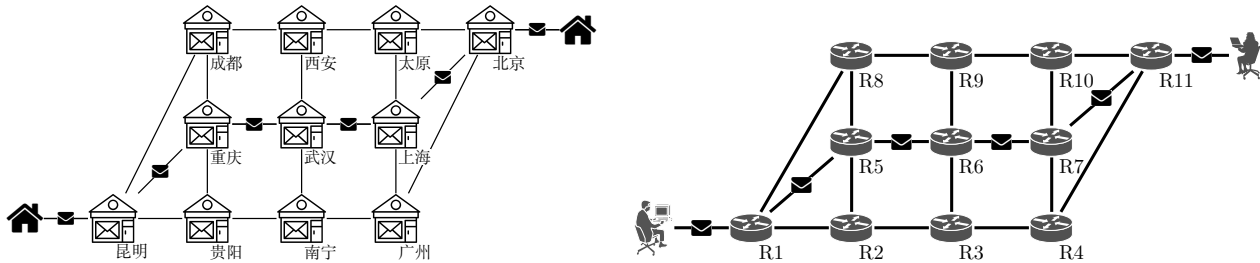 成都 西安 太原 北京
重庆 武汉 上海
昆明 贵阳 南宁 广州
R8 R9 R10 R11
R5 R6 R7
R1 R2 R3 R4